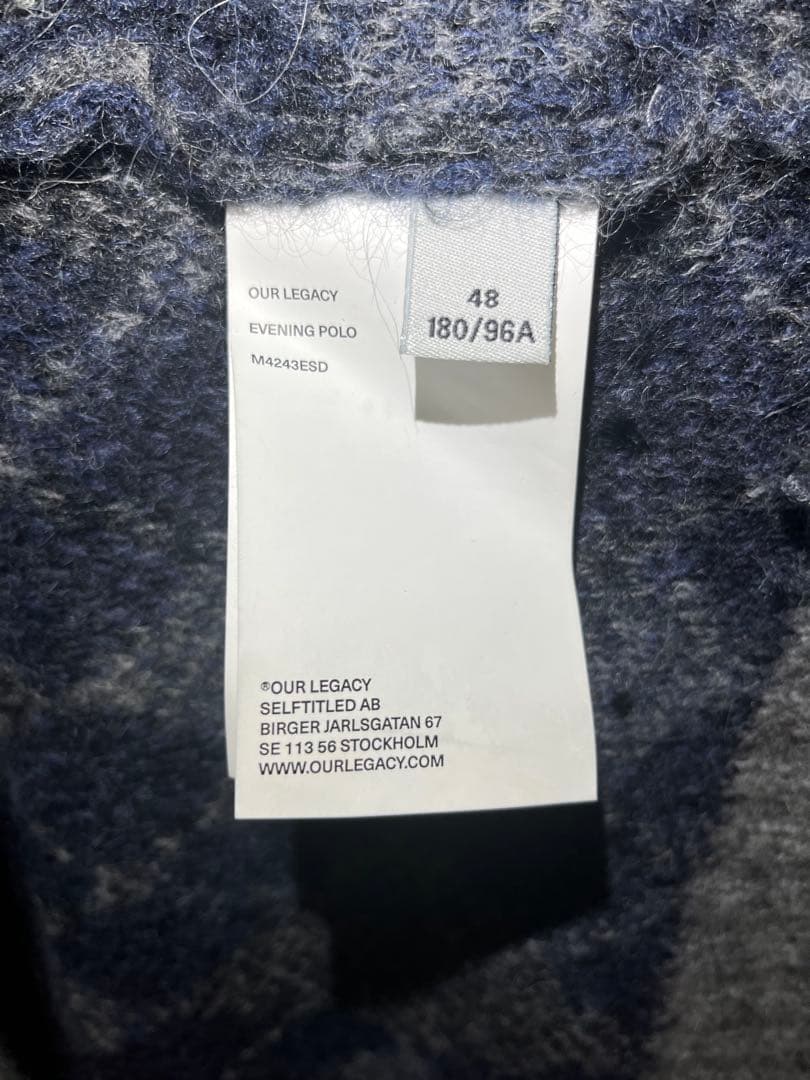 OUR LEGACY
EVENING POLO
M4243ESD
48
180/96A
®OUR LEGACY
SELFTITLED AB
BIRGER JARLSGATAN 67
SE 113 56 STOCKHOLM
WWW.OURLEGACY.COM